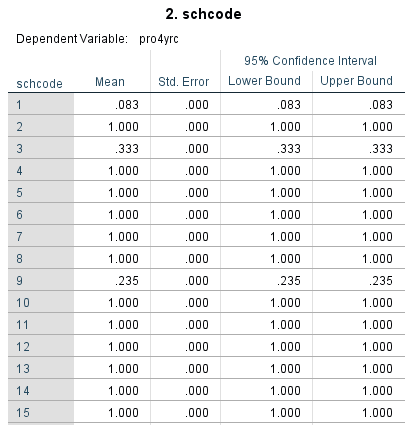 2. schcode
Dependent Variable: pro4yrc
95% Confidence Interval
schcode Mean Std. Error Lower Bound Upper Bound
1 .083 .000 .083 .083
2 1.000 .000 1.000 1.000
3 .333 .000 .333 .333
4 1.000 .000 1.000 1.000
5 1.000 .000 1.000 1.000
6 1.000 .000 1.000 1.000
7 1.000 .000 1.000 1.000
8 1.000 .000 1.000 1.000
9 .235 .000 .235 .235
10 1.000 .000 1.000 1.000
11 1.000 .000 1.000 1.000
12 1.000 .000 1.000 1.000
13 1.000 .000 1.000 1.000
14 1.000 .000 1.000 1.000
15 1.000 .000 1.000 1.000